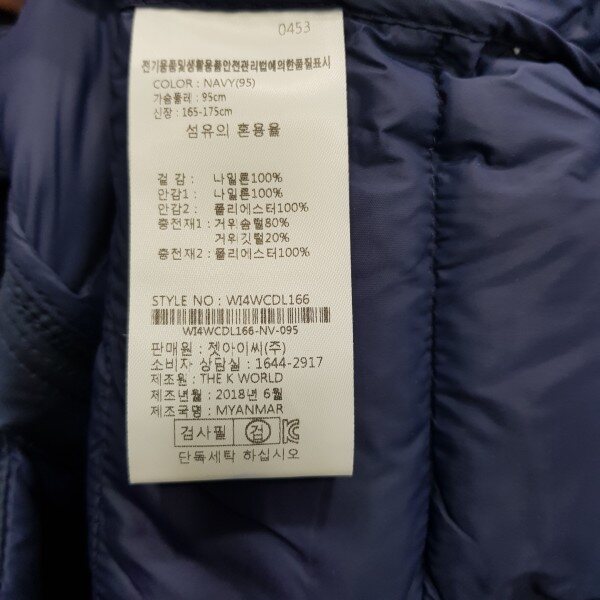 0453
전기용품및생활용품안전관리법에의한품질표시
COLOR : NAVY(95)
가슴둘레 : 95cm
신장 : 165-175cm
섬유의 혼용율
겉 감 : 나일론100%
안감1 : 나일론100%
안감2 : 폴리에스터100%
충전재1 : 거위솜털80%
거위깃털20%
충전재2 : 폴리에스터100%
STYLE NO : WI4WCDL166
WI4WCDL166-NV-095
판매원 : 젯아이씨(주)
소비자 상담실 : 1644-2917
제조원 : THE K WORLD
제조년월 : 2018년 6월
제조국명 : MYANMAR
검사필 검
단독세탁 하십시오